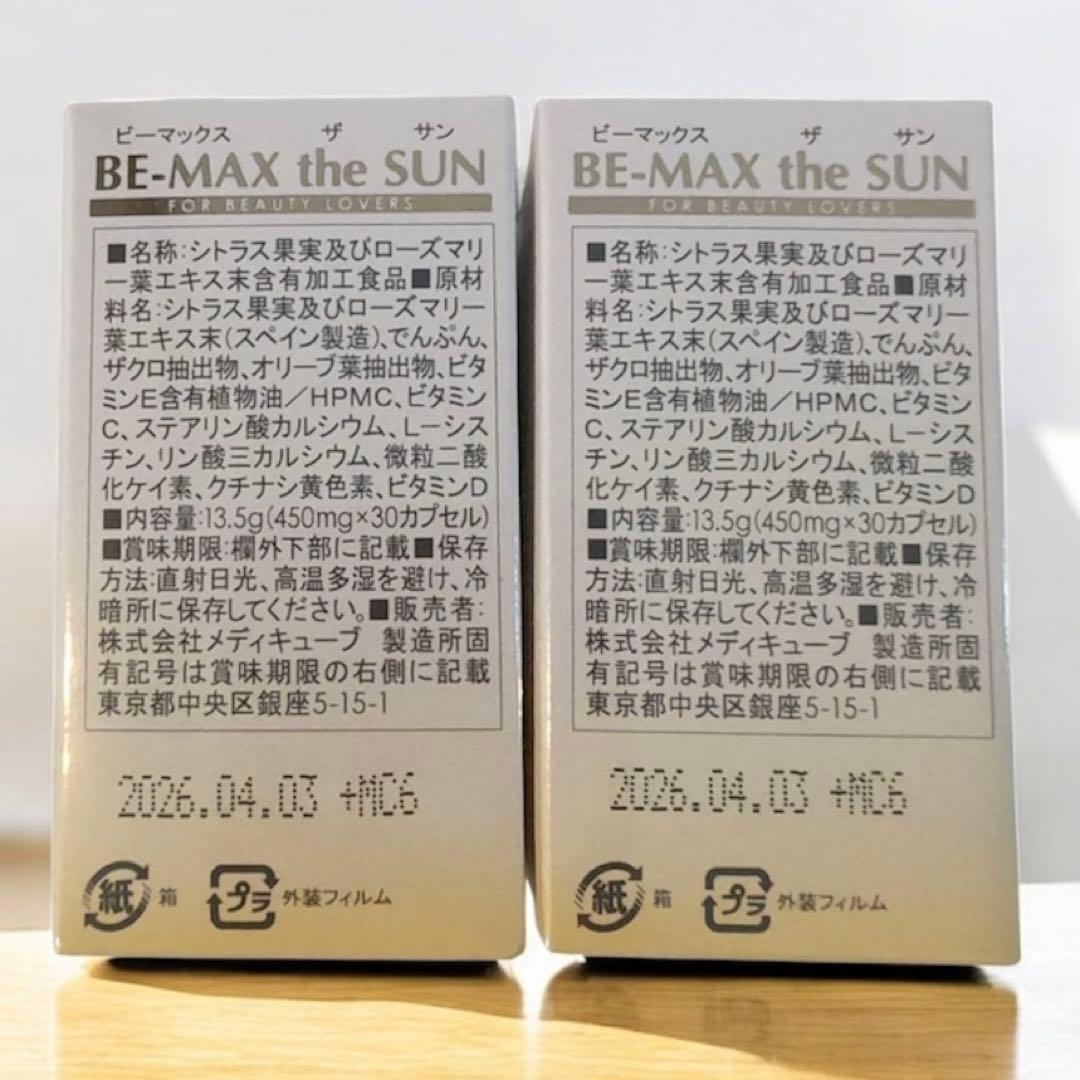 ビーマックス ザ サン
BE-MAX the SUN
FOR BEAUTY LOVERS
■名称:シトラス果実及びローズマリ
ー葉エキス末含有加工食品■原材
料名:シトラス果実及びローズマリー
葉エキス末(スペイン製造)、でんぷん、
ザクロ抽出物、オリーブ葉抽出物、ビタ
ミンE含有植物油/HPMC、ビタミン
C、ステアリン酸カルシウム、L-シス
チン、リン酸三カルシウム、微粒二酸
化ケイ素、クチナシ黄色素、ビタミンD
■内容量:13.5g(450mg×30カプセル)
■賞味期限:欄外下部に記載■保存
方法:直射日光、高温多湿を避け、冷
暗所に保存してください。■販売者:
株式会社メディキューブ 製造所固
有記号は賞味期限の右側に記載
東京都中央区銀座5-15-1
2026.04.03 +MC6
紙 箱 プラ 外装フィルム
ビーマックス ザ サン
BE-MAX the SUN
FOR BEAUTY LOVERS
■名称:シトラス果実及びローズマリ
ー葉エキス末含有加工食品■原材
料名:シトラス果実及びローズマリー
葉エキス末(スペイン製造)、でんぷん、
ザクロ抽出物、オリーブ葉抽出物、ビタ
ミンE含有植物油/HPMC、ビタミン
C、ステアリン酸カルシウム、L-シス
チン、リン酸三カルシウム、微粒二酸
化ケイ素、クチナシ黄色素、ビタミンD
■内容量:13.5g(450mg×30カプセル)
■賞味期限:欄外下部に記載■保存
方法:直射日光、高温多湿を避け、冷
暗所に保存してください。■販売者:
株式会社メディキューブ 製造所固
有記号は賞味期限の右側に記載
東京都中央区銀座5-15-1
2026.04.03 +MC6
紙 箱 プラ 外装フィルム